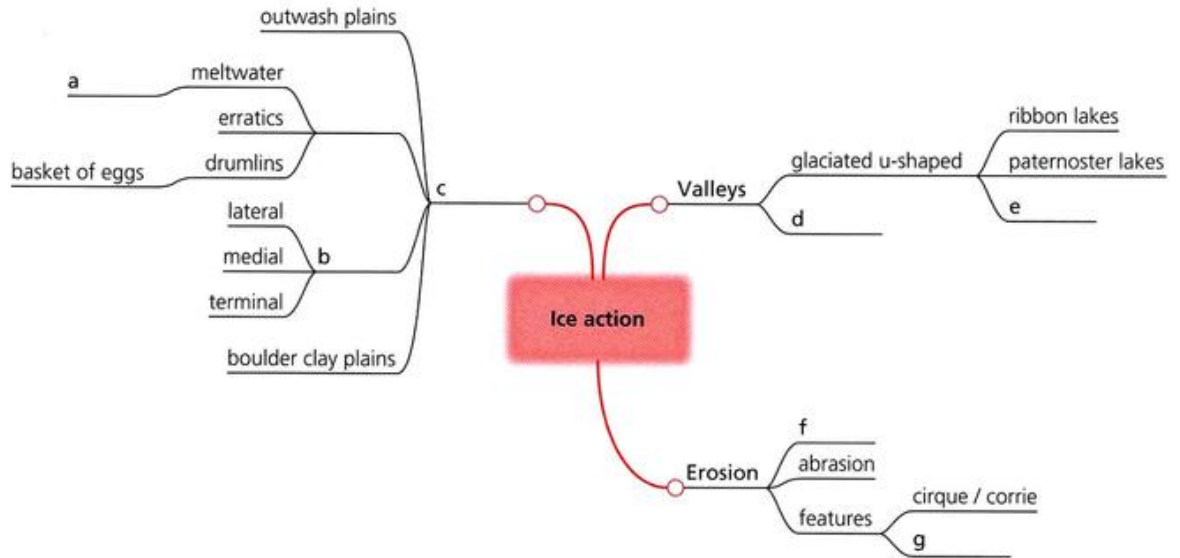 outwash plains
a
meltwater
erratics
basket of eggs
drumlins
c
lateral
medial
b
terminal
boulder clay plains
Ice action
Valleys
glaciated u-shaped
ribbon lakes
paternoster lakes
e
d
Erosion
f
abrasion
features
cirque / corrie
g